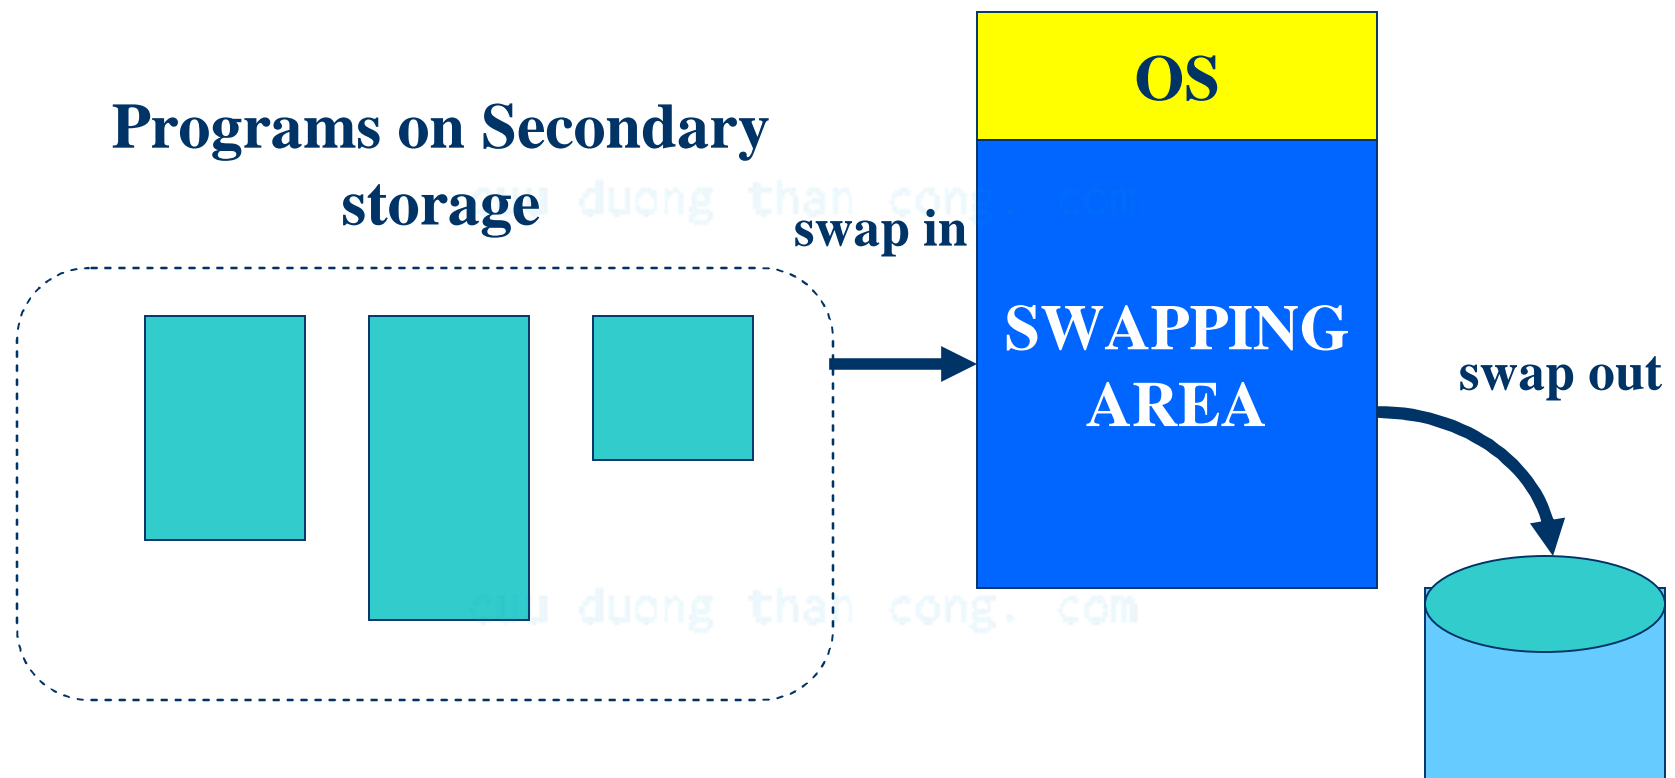 OS
Programs on Secondary
storage
cuu duong than cong. com
swap in
SWAPPING
AREA
swap out
cuu duong than cong. com